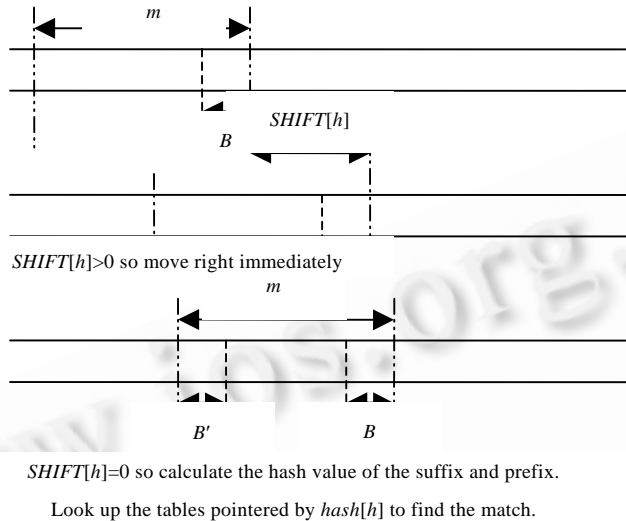 m
SHIFT[h]
B
SHIFT[h]>0 so move right immediately
m
B′ B
SHIFT[h]=0 so calculate the hash value of the suffix and prefix.
Look up the tables pointered by hash[h] to find the match.